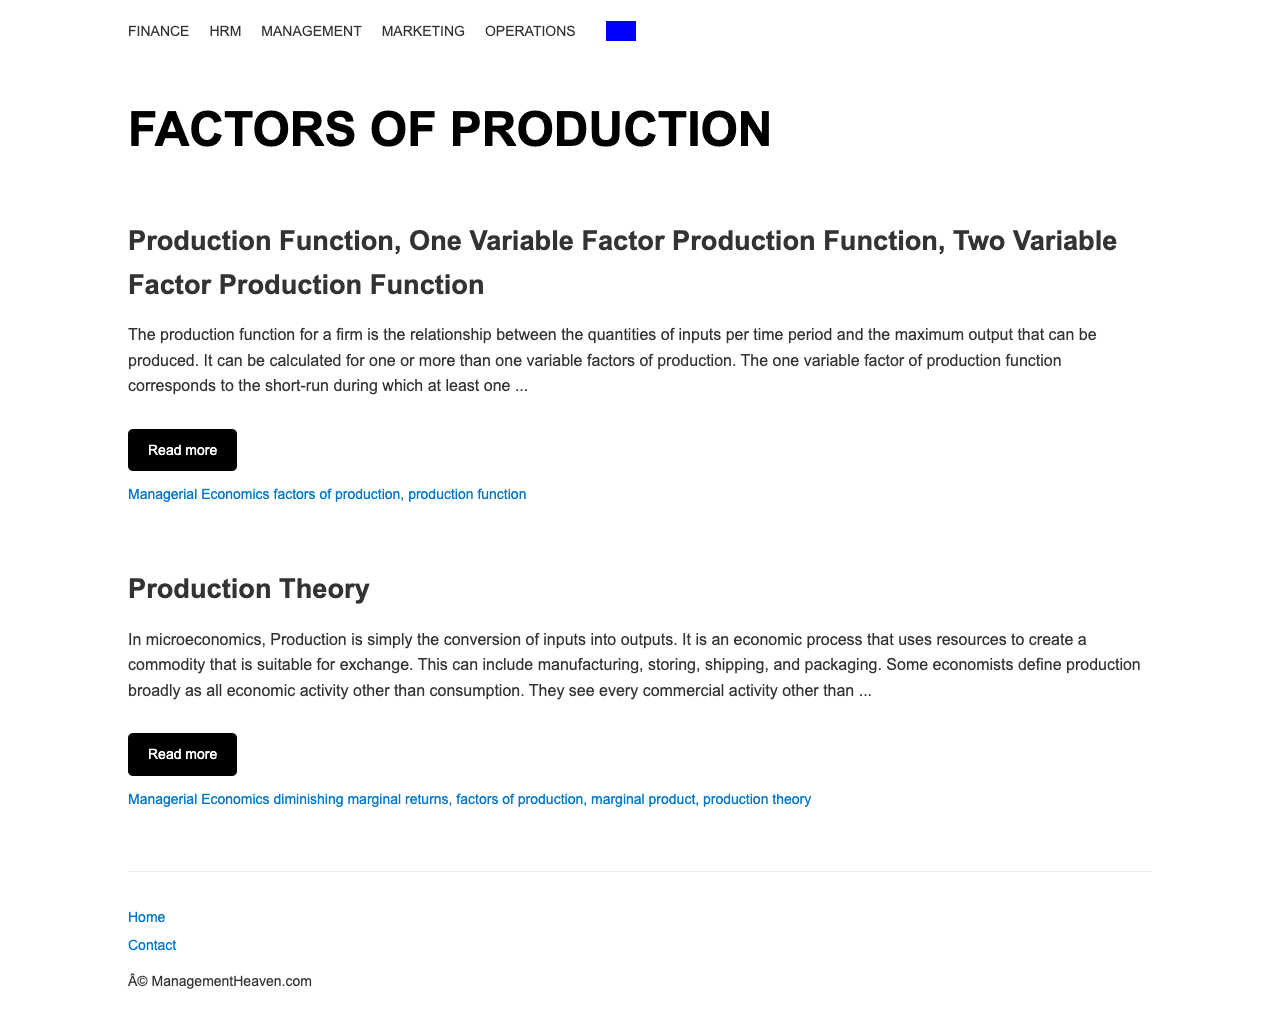 FINANCE HRM MANAGEMENT MARKETING OPERATIONS
FACTORS OF PRODUCTION
Production Function, One Variable Factor Production Function, Two Variable
Factor Production Function
The production function for a firm is the relationship between the quantities of inputs per time period and the maximum output that can be
produced. It can be calculated for one or more than one variable factors of production. The one variable factor of production function
corresponds to the short-run during which at least one ...
Read more
Managerial Economics factors of production, production function
Production Theory
In microeconomics, Production is simply the conversion of inputs into outputs. It is an economic process that uses resources to create a
commodity that is suitable for exchange. This can include manufacturing, storing, shipping, and packaging. Some economists define production
broadly as all economic activity other than consumption. They see every commercial activity other than ...
Read more
Managerial Economics diminishing marginal returns, factors of production, marginal product, production theory
Home
Contact
Â© ManagementHeaven.com